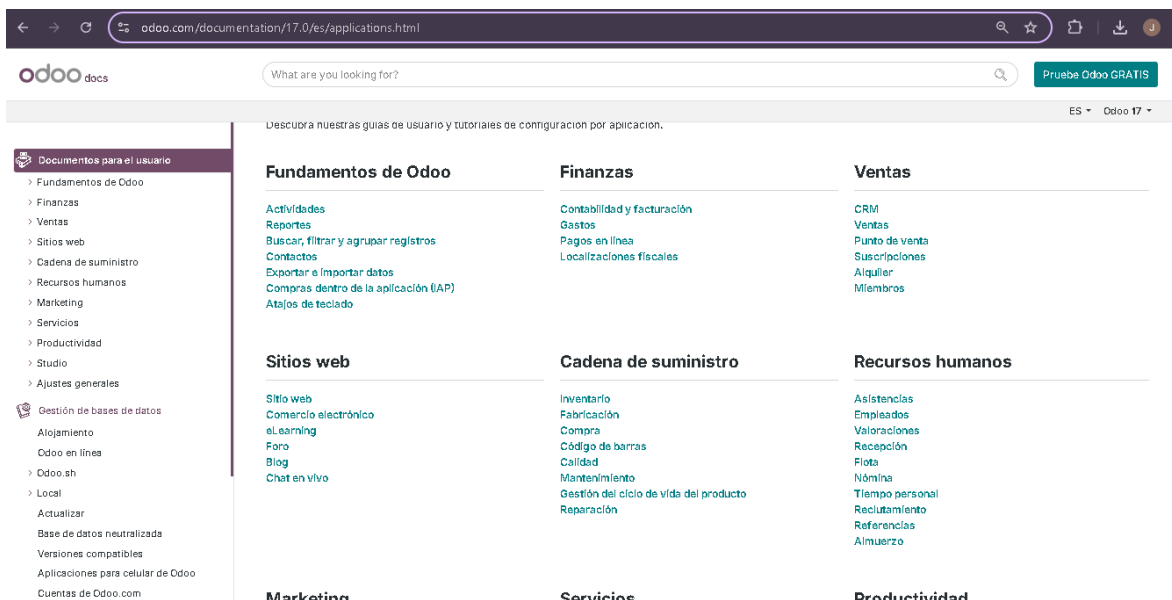 odoo.com/documentation/17.0/es/applications.html
J
odoo docs
What are you looking for?
Pruebe Odoo GRATIS
ES
Odoo 17
Descubra nuestras guías de usuario y tutoriales de configuración por aplicación.
Documentos para el usuario
Fundamentos de Odoo
Finanzas
Ventas
Sitios web
Cadena de suministro
Recursos humanos
Marketing
Servicios
Productividad
Studio
Ajustes generales
Gestión de bases de datos
Alojamiento
Odoo en línea
Odoo.sh
Local
Actualizar
Base de datos neutralizada
Versiones compatibles
Aplicaciones para celular de Odoo
Cuentas de Odoo.com
Fundamentos de Odoo
Actividades
Reportes
Buscar, filtrar y agrupar registros
Contactos
Exportar e importar datos
Compras dentro de la aplicación (IAP)
Atajos de teclado
Finanzas
Contabilidad y facturación
Gastos
Pagos en línea
Localizaciones fiscales
Ventas
CRM
Ventas
Punto de venta
Suscripciones
Alquiler
Miembros
Sitios web
Sitio web
Comercio electrónico
eLearning
Foro
Blog
Chat en vivo
Cadena de suministro
Inventario
Fabricación
Compra
Código de barras
Calidad
Mantenimiento
Gestión del ciclo de vida del producto
Reparación
Recursos humanos
Asistencias
Empleados
Valoraciones
Recepción
Flota
Nómina
Tiempo personal
Reclutamiento
Referencias
Almuerzo
Marketing
Servicios
Productividad